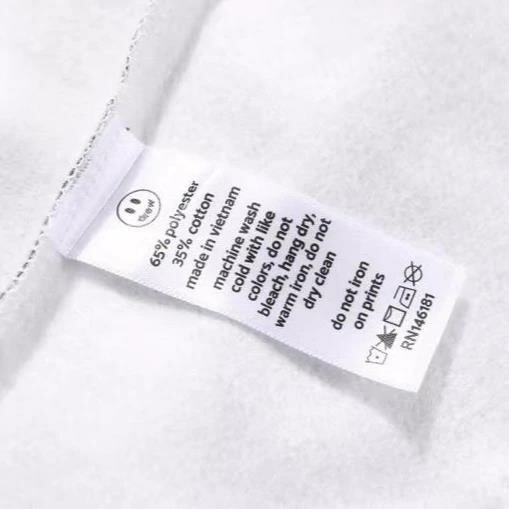 drew
65% polyester
35% cotton
made in vietnam
machine wash
cold with like
colors, do not
bleach, hang dry,
warm iron, do not
dry clean
do not iron
on prints
RN146181